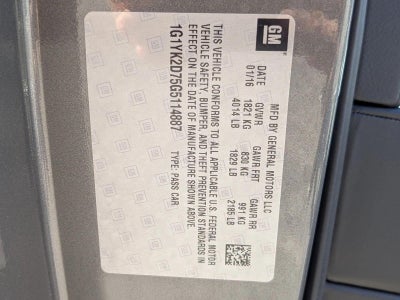 GM
MFD BY GENERAL MOTORS LLC
DATE GVWR GAWR FRT GAWR RR
01/16 1821 KG 830 KG 991 KG
4014 LB 1829 LB 2185 LB
THIS VEHICLE CONFORMS TO ALL APPLICABLE U.S. FEDERAL MOTOR
VEHICLE SAFETY, BUMPER, AND THEFT PREVENTION STANDARDS IN
EFFECT ON THE DATE OF MANUFACTURE SHOWN ABOVE.
1G1YK2D75G5114887 TYPE: PASS CAR